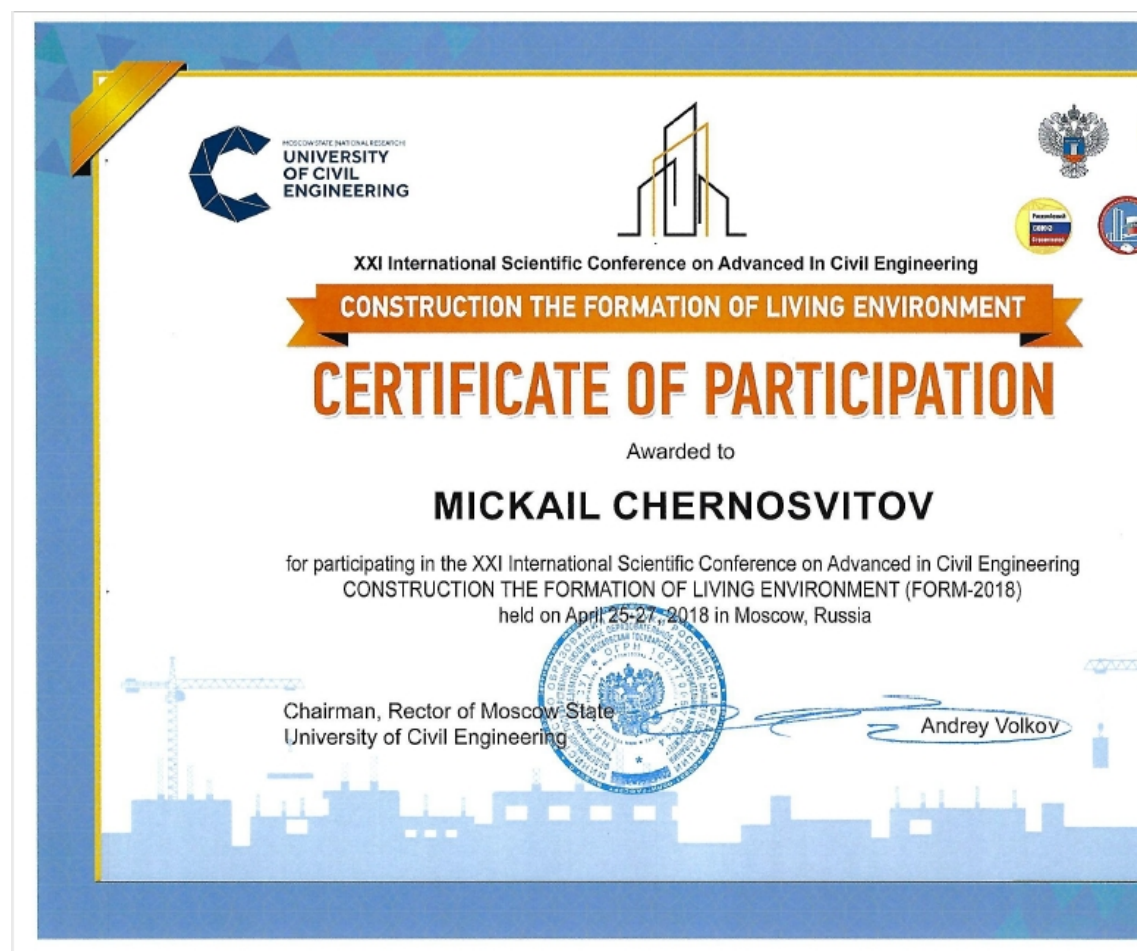 MOSCOW STATE (NATIONAL RESEARCH)
UNIVERSITY
OF CIVIL
ENGINEERING
Российский
СОЮЗ
Строителей
XXI International Scientific Conference on Advanced In Civil Engineering
CONSTRUCTION THE FORMATION OF LIVING ENVIRONMENT
CERTIFICATE OF PARTICIPATION
Awarded to
MICKAIL CHERNOSVITOV
for participating in the XXI International Scientific Conference on Advanced in Civil Engineering
CONSTRUCTION THE FORMATION OF LIVING ENVIRONMENT (FORM-2018)
held on April 25-27, 2018 in Moscow, Russia
Chairman, Rector of Moscow State
University of Civil Engineering
Andrey Volkov